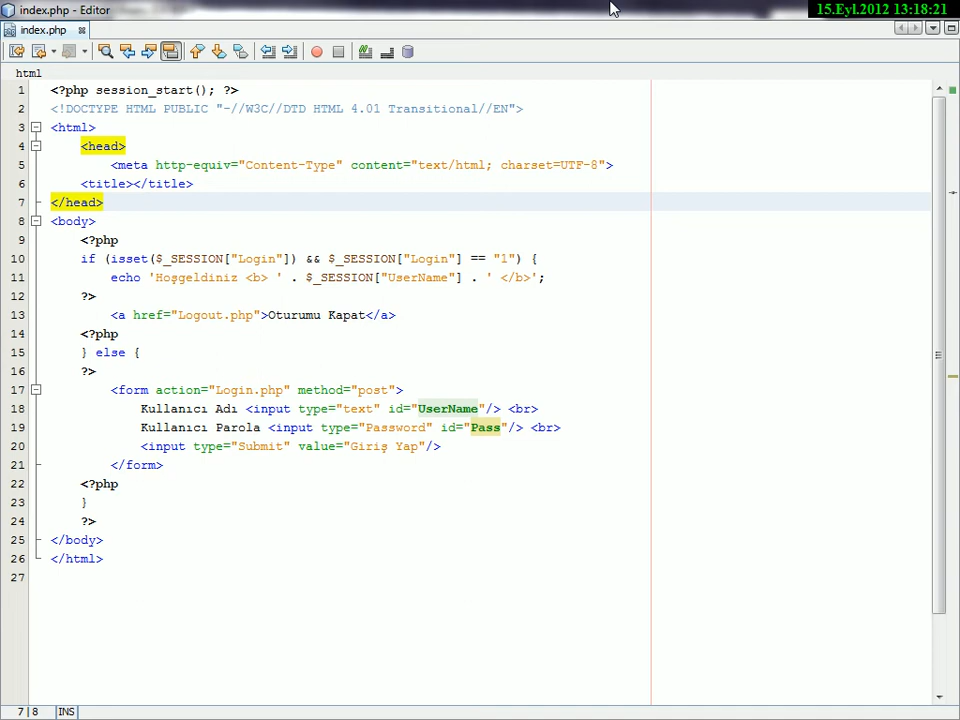 index.php - Editor
15.Eyl.2012 13:18:21
index.php
html
1 <?php session_start(); ?>
2 <!DOCTYPE HTML PUBLIC "-//W3C//DTD HTML 4.01 Transitional//EN">
3 <html>
4 <head>
5 <meta http-equiv="Content-Type" content="text/html; charset=UTF-8">
6 <title></title>
7 </head>
8 <body>
9 <?php
10 if (isset($_SESSION["Login"]) && $_SESSION["Login"] == "1") {
11 echo 'Hoşgeldiniz <b> ' . $_SESSION["UserName"] . ' </b>';
12 ?>
13 <a href="Logout.php">Oturumu Kapat</a>
14 <?php
15 } else {
16 ?>
17 <form action="Login.php" method="post">
18 Kullanıcı Adı <input type="text" id="UserName"/> <br>
19 Kullanıcı Parola <input type="Password" id="Pass"/> <br>
20 <input type="Submit" value="Giriş Yap"/>
21 </form>
22 <?php
23 }
24 ?>
25 </body>
26 </html>
27
7|8 INS